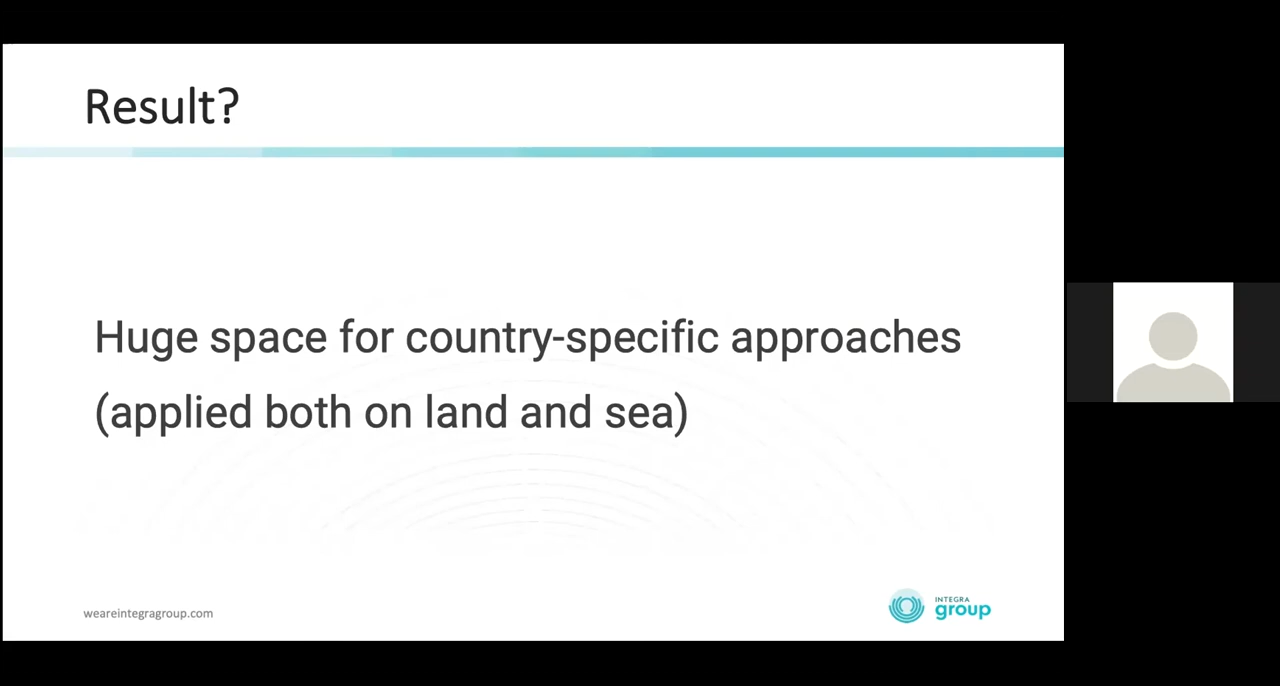 Result?
Huge space for country-specific approaches
(applied both on land and sea)
weareintegragroup.com
INTEGRA
group